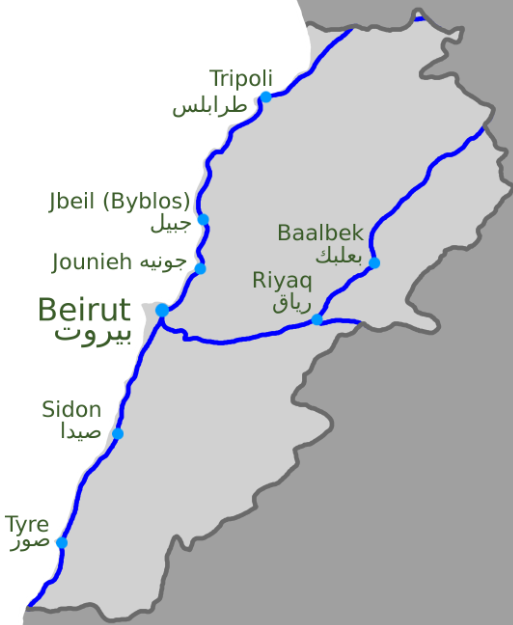 Tripoli
طرابلس
Jbeil (Byblos)
جبيل
Jounieh جونيه
Baalbek
بعلبك
Riyaq
رياق
Beirut
بيروت
Sidon
صيدا
Tyre
صور